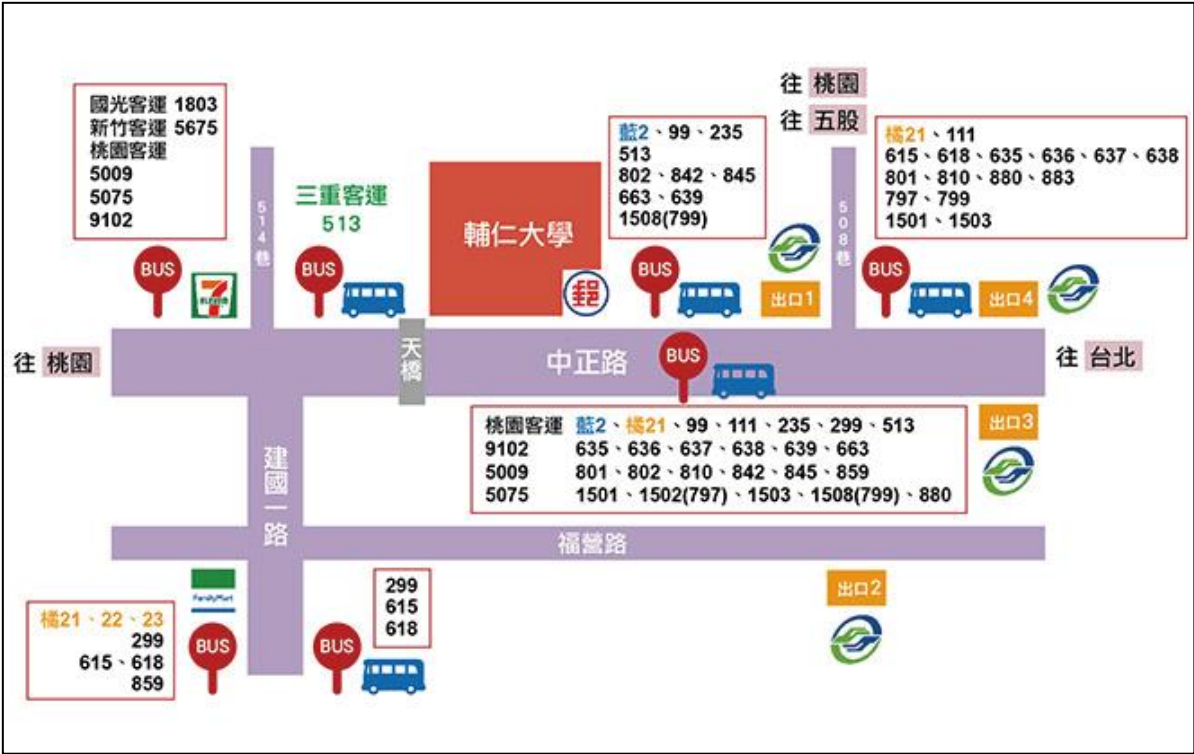 往 桃園
往 五股
國光客運 1803
新竹客運 5675
桃園客運
5009
5075
9102
BUS
7
ELEVEN
514巷
三重客運
513
BUS
輔仁大學
郵
藍2、99、235
513
802、842、845
663、639
1508(799)
BUS
出口1
508巷
橘21、111
615、618、635、636、637、638
801、810、880、883
797、799
1501、1503
BUS
出口4
往 桃園
天橋
中正路
BUS
往 台北
桃園客運 藍2、橘21、99、111、235、299、513
9102 635、636、637、638、639、663
5009 801、802、810、842、845、859
5075 1501、1502(797)、1503、1508(799)、880
出口3
建國一路
福營路
FamilyMart
橘21、22、23
299
615、618
859
BUS
BUS
299
615
618
出口2